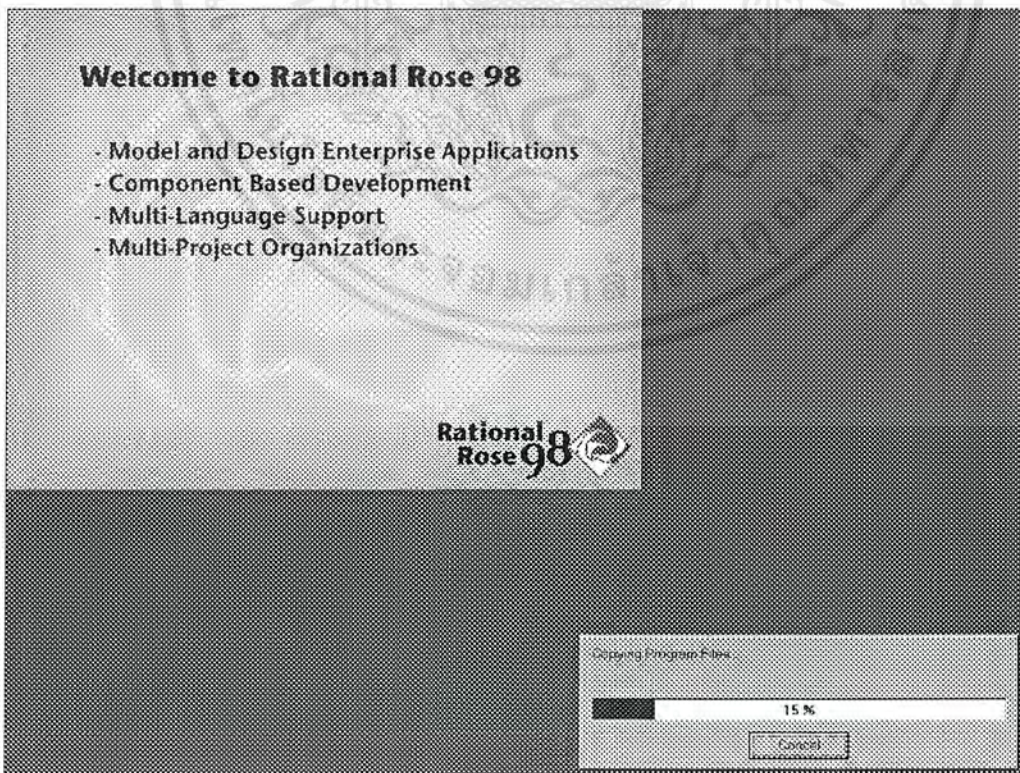 Welcome to Rational Rose 98
- Model and Design Enterprise Applications
- Component Based Development
- Multi-Language Support
- Multi-Project Organizations
Rational
Rose 98
Copying Program Files
15 %
Cancel